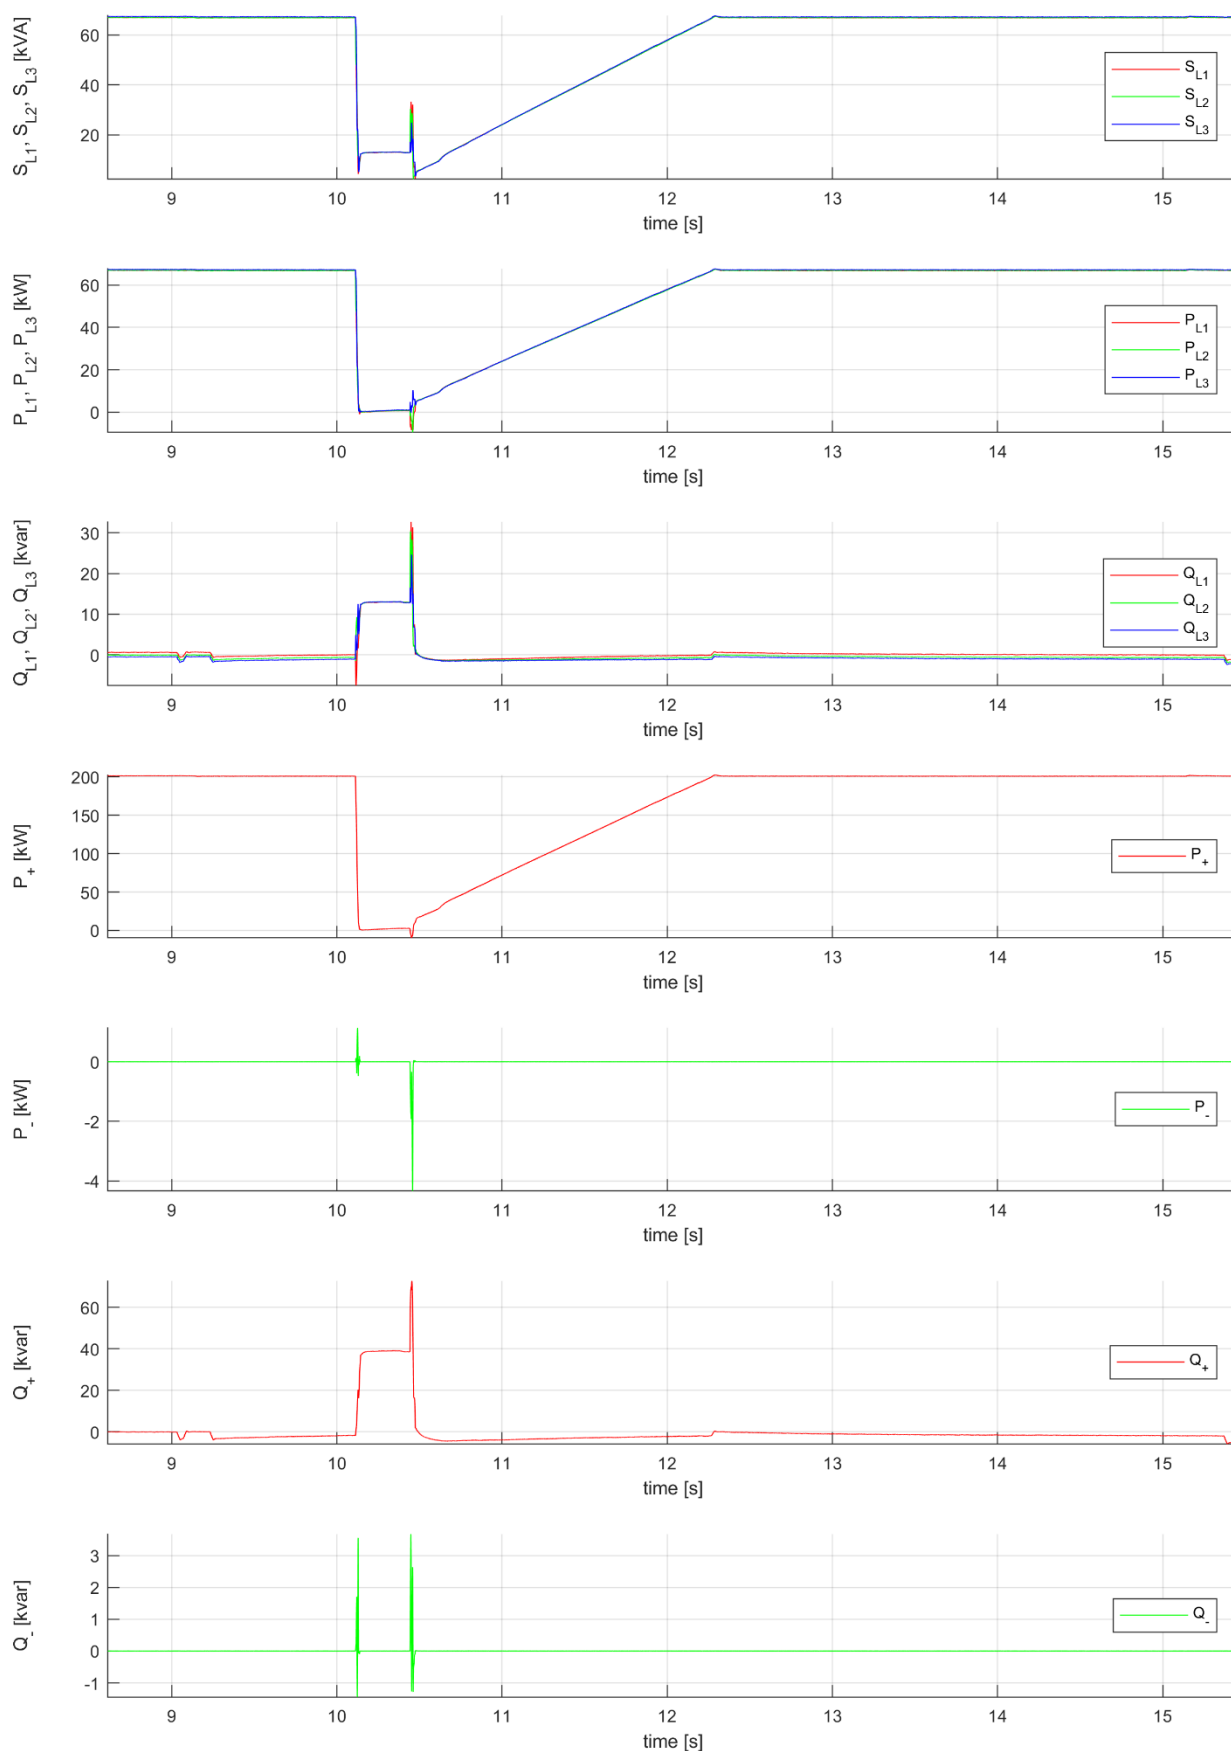 S_L1, S_L2, S_L3 [kVA]
60
40
20
S_L1
S_L2
S_L3
9 10 11 12 13 14 15
time [s]
P_L1, P_L2, P_L3 [kW]
60
40
20
0
P_L1
P_L2
P_L3
9 10 11 12 13 14 15
time [s]
Q_L1, Q_L2, Q_L3 [kvar]
30
20
10
0
Q_L1
Q_L2
Q_L3
9 10 11 12 13 14 15
time [s]
P_+ [kW]
200
150
100
50
0
P_+
9 10 11 12 13 14 15
time [s]
P_- [kW]
0
-2
-4
P_-
9 10 11 12 13 14 15
time [s]
Q_+ [kvar]
60
40
20
0
Q_+
9 10 11 12 13 14 15
time [s]
Q_- [kvar]
3
2
1
0
-1
Q_-
9 10 11 12 13 14 15
time [s]